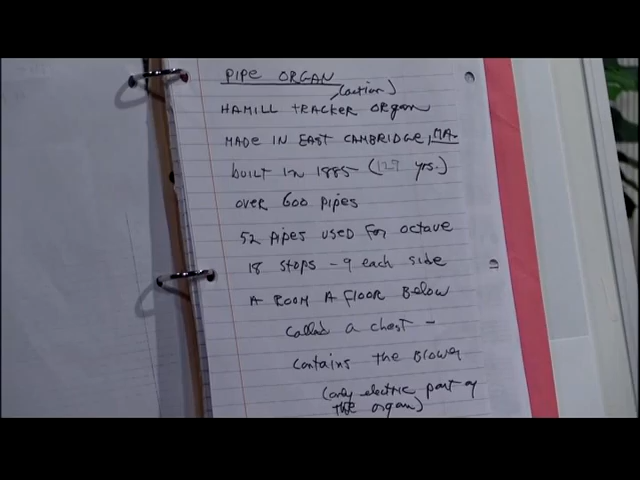 PIPE ORGAN
(action)
HAMILL TRACKER ORGAN
MADE IN EAST CAMBRIDGE, MA.
built IN 1885 (129 yrs.)
over 600 pipes
52 pipes used for octave
18 stops - 9 each side
A ROOM A FLOOR Below
Called a chest -
Contains the Blower
(only electric part of
the organ)